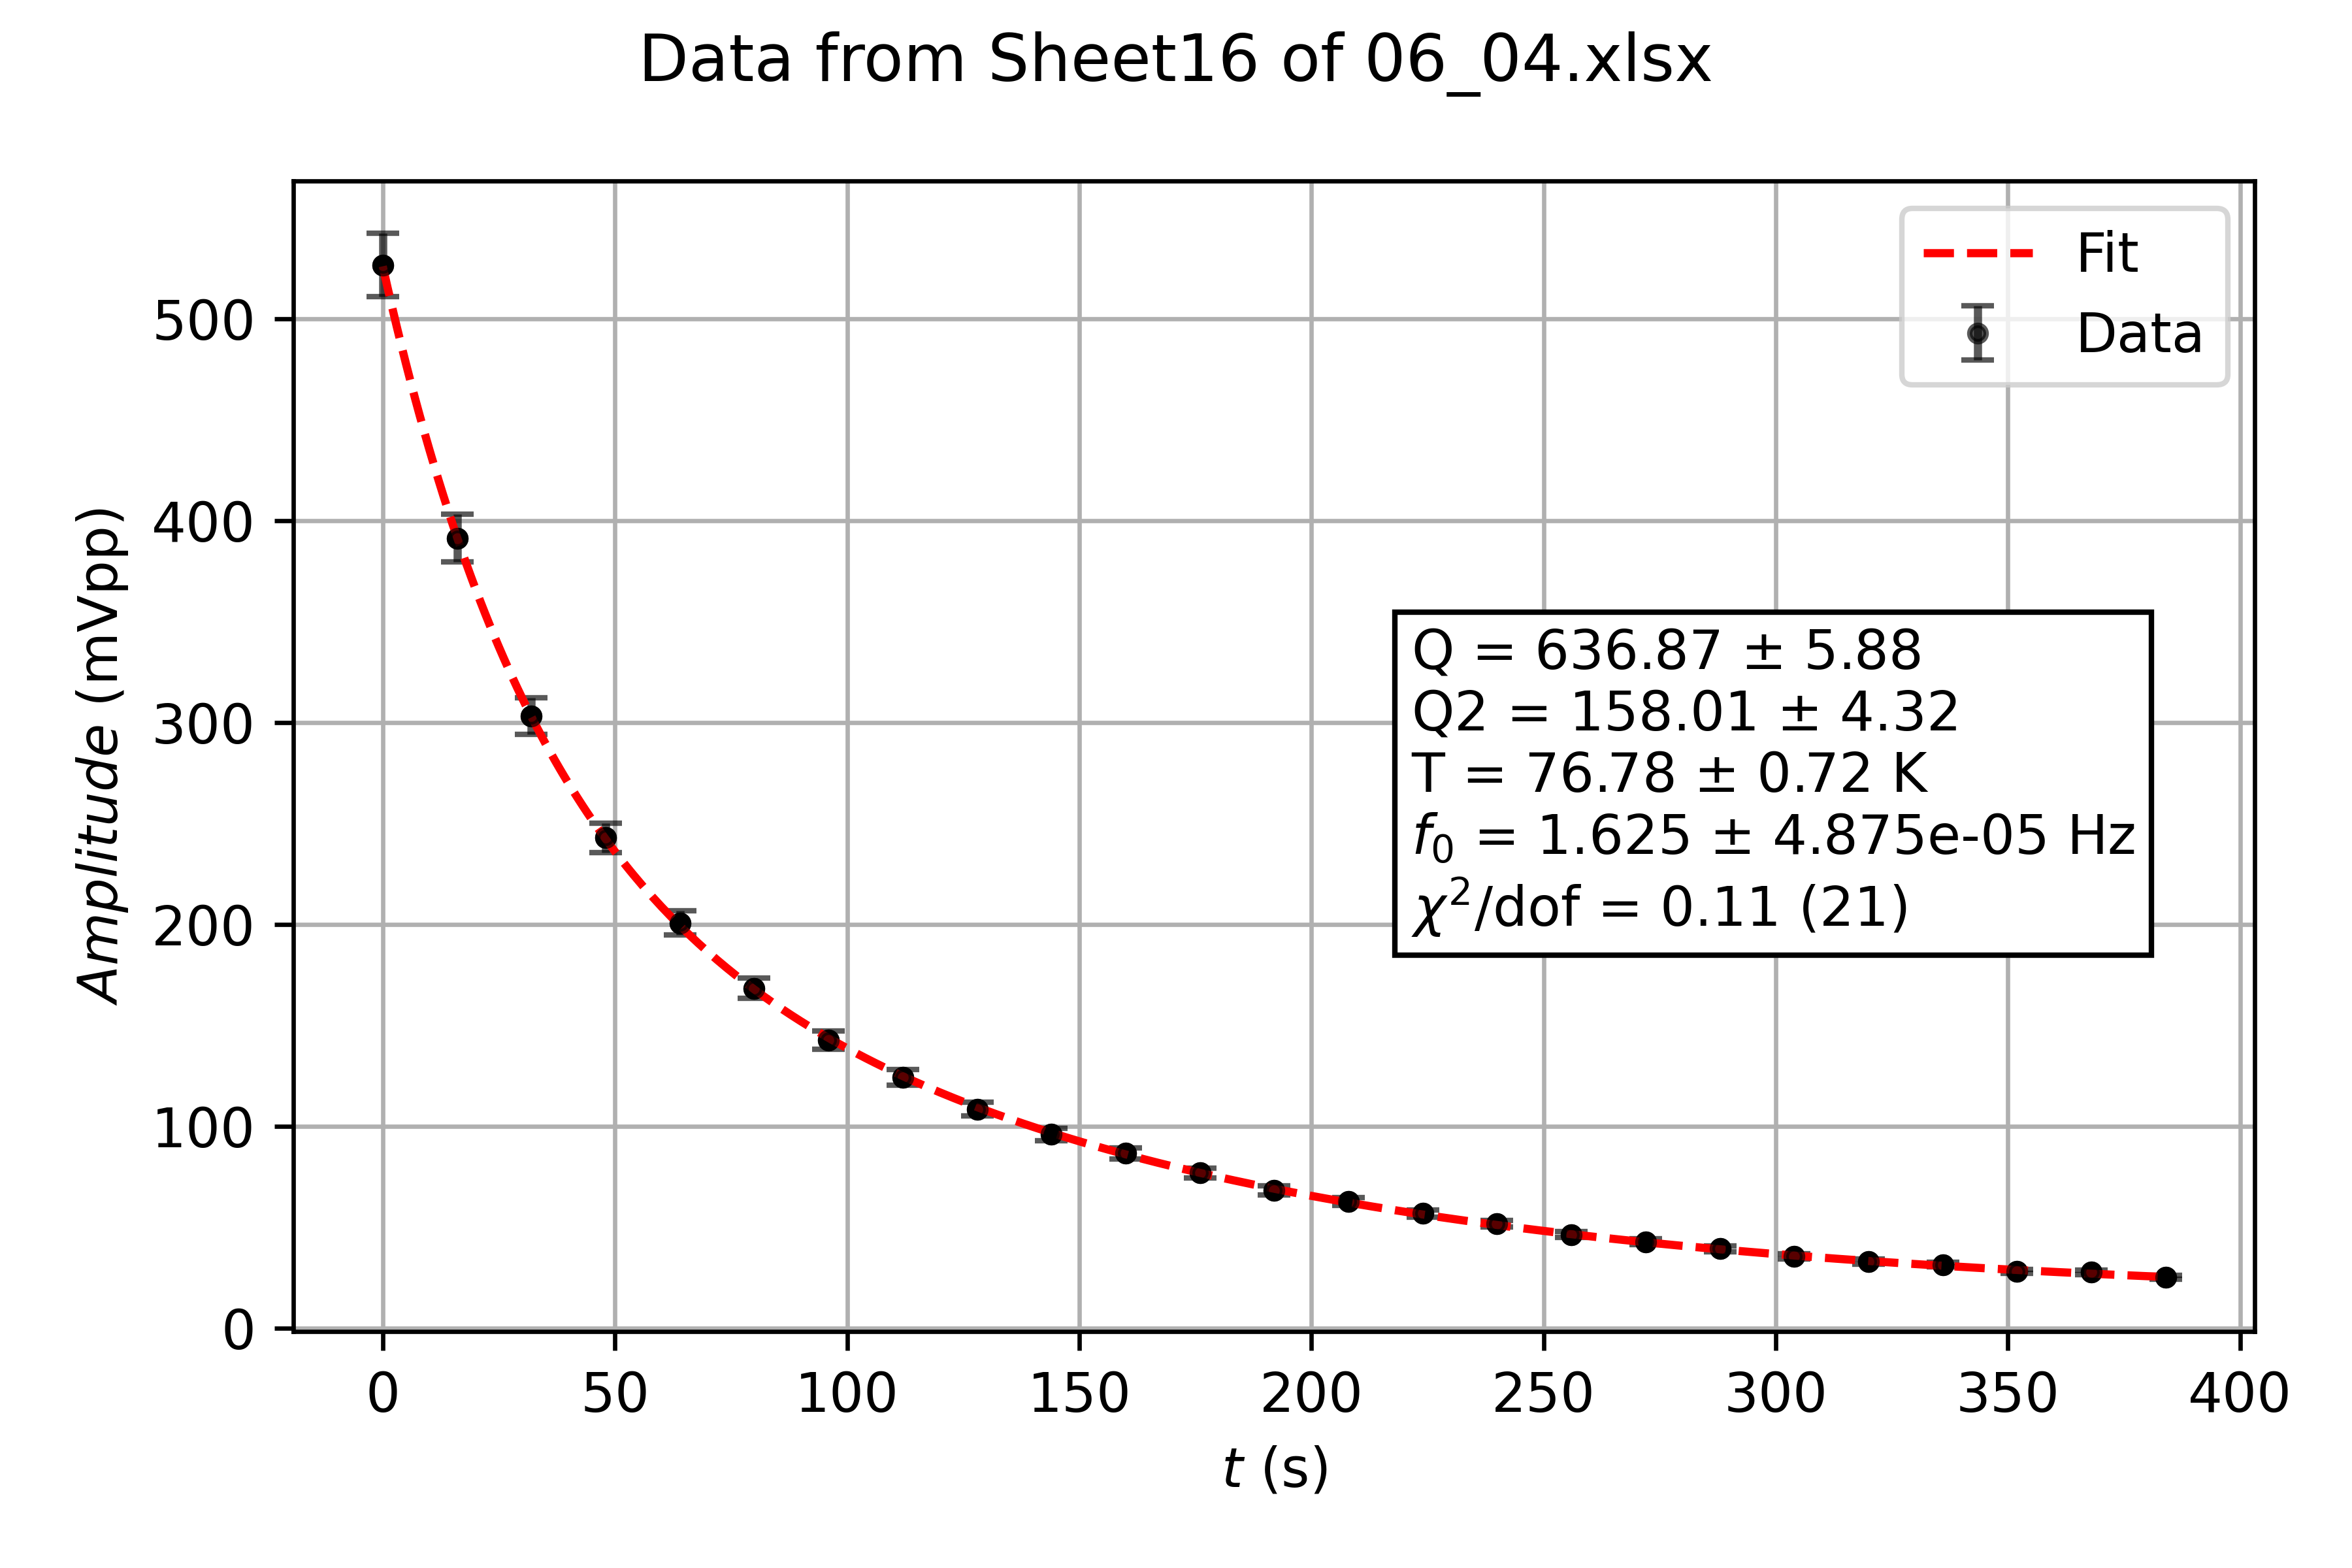 Data from Sheet16 of 06_04.xlsx
Fit
Data
Q = 636.87 ± 5.88
Q2 = 158.01 ± 4.32
T = 76.78 ± 0.72 K
f₀ = 1.625 ± 4.875e-05 Hz
χ²/dof = 0.11 (21)
Amplitude (mVpp)
500
400
300
200
100
0
0 50 100 150 200 250 300 350 400
t (s)